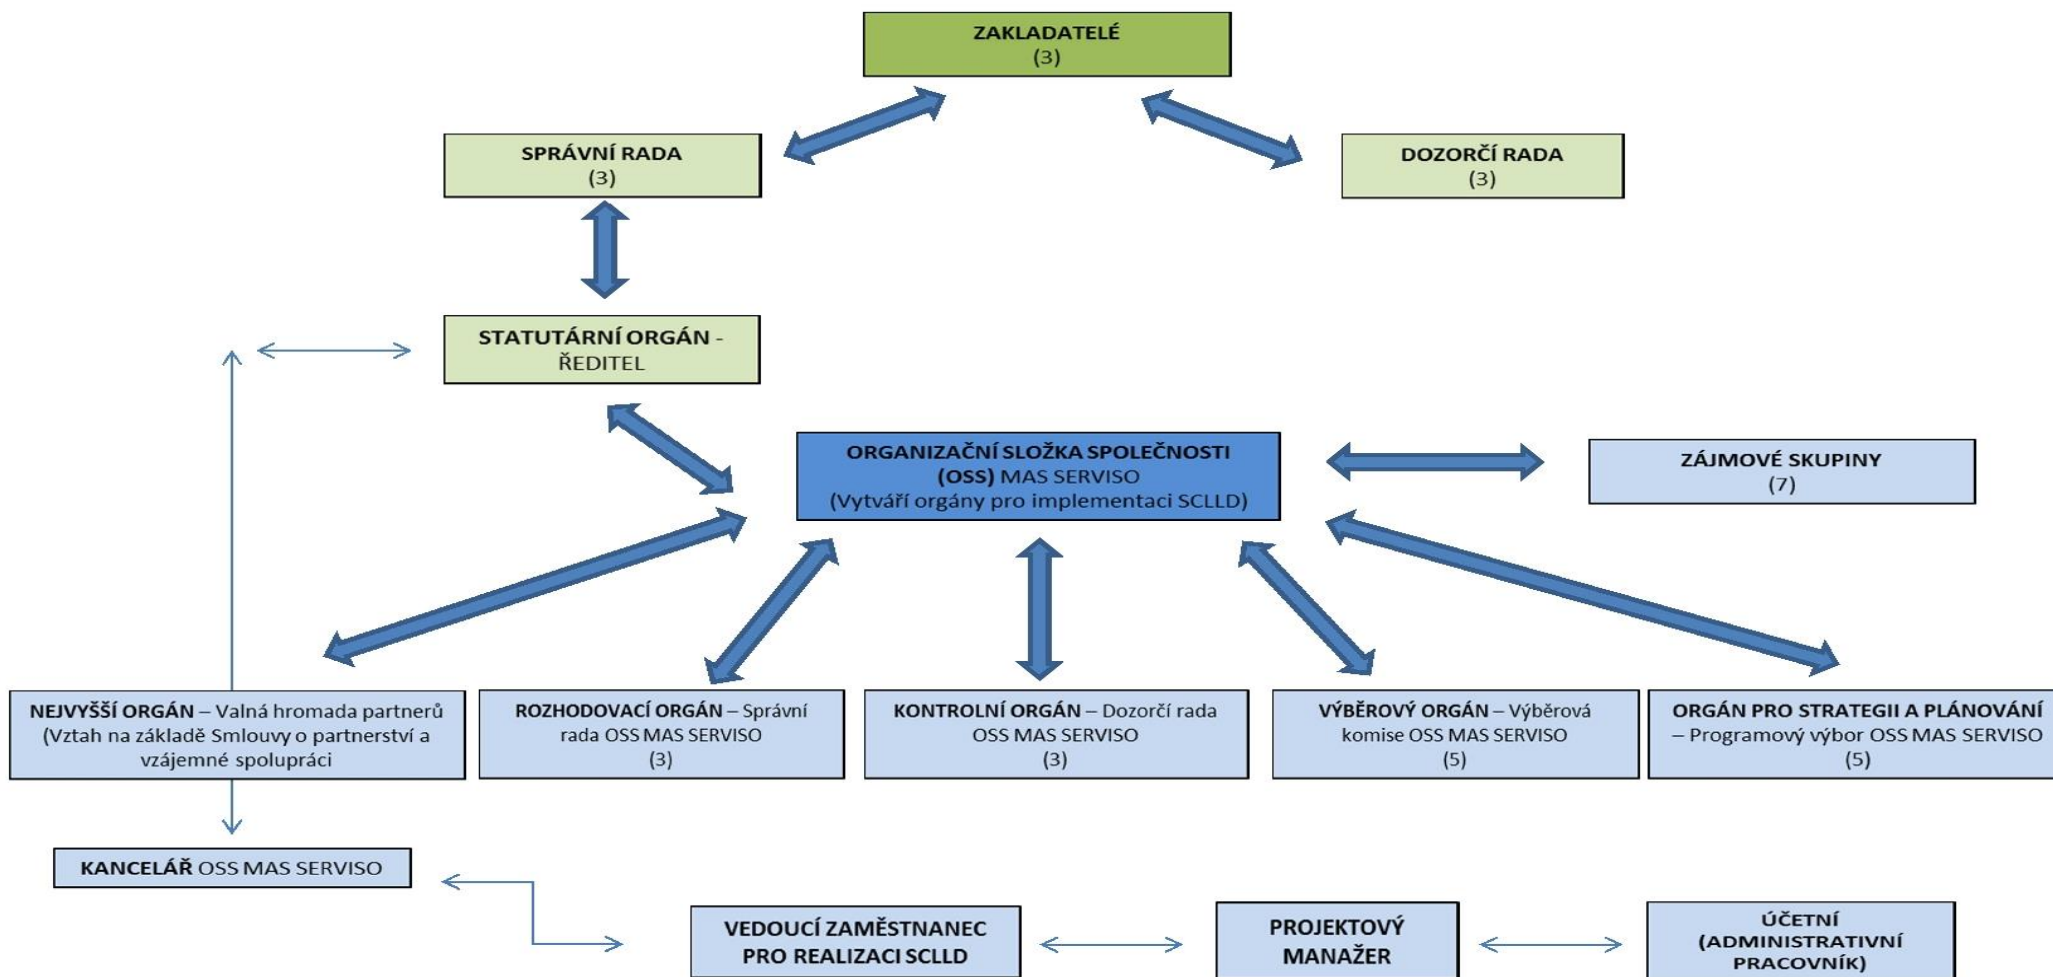 ZAKLADATELÉ
(3)
SPRÁVNÍ RADA
(3)
DOZORČÍ RADA
(3)
STATUTÁRNÍ ORGÁN -
ŘEDITEL
ORGANIZAČNÍ SLOŽKA SPOLEČNOSTI
(OSS) MAS SERVISO
(Vytváří orgány pro implementaci SCLLD)
ZÁJMOVÉ SKUPINY
(7)
NEJVYŠŠÍ ORGÁN – Valná hromada partnerů
(Vztah na základě Smlouvy o partnerství a
vzájemné spolupráci
ROZHODOVACÍ ORGÁN – Správní
rada OSS MAS SERVISO
(3)
KONTROLNÍ ORGÁN – Dozorčí rada
OSS MAS SERVISO
(3)
VÝBĚROVÝ ORGÁN – Výběrová
komise OSS MAS SERVISO
(5)
ORGÁN PRO STRATEGII A PLÁNOVÁNÍ
– Programový výbor OSS MAS SERVISO
(5)
KANCELÁŘ OSS MAS SERVISO
VEDOUCÍ ZAMĚSTNANEC
PRO REALIZACI SCLLD
PROJEKTOVÝ
MANAŽER
ÚČETNÍ
(ADMINISTRATIVNÍ
PRACOVNÍK)